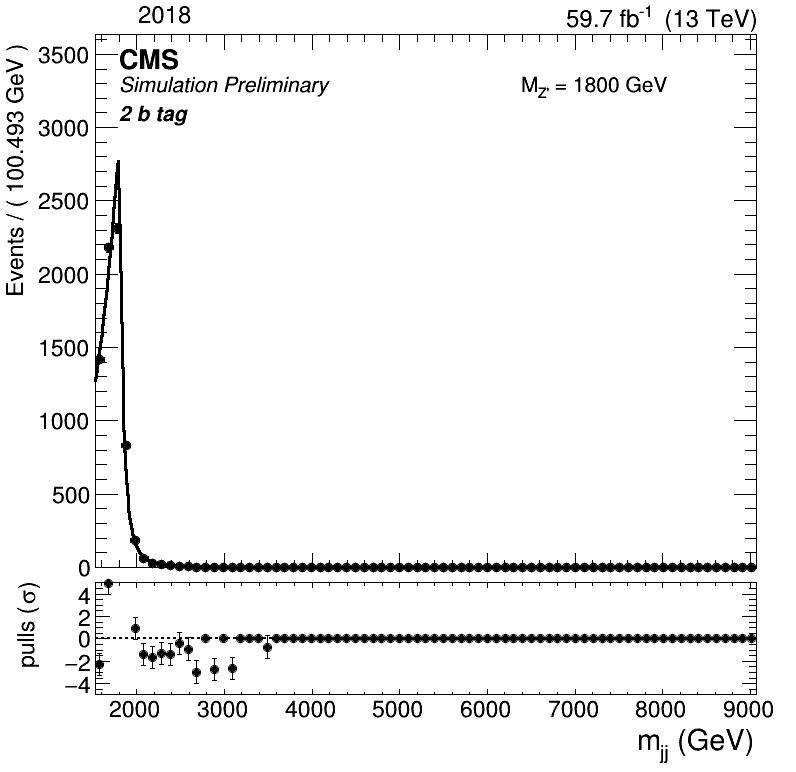 2018
59.7 fb⁻¹ (13 TeV)
CMS
Simulation Preliminary
2 b tag
M_Z' = 1800 GeV
Events / ( 100.493 GeV )
3500
3000
2500
2000
1500
1000
500
0
pulls (σ)
4
2
0
−2
−4
2000 3000 4000 5000 6000 7000 8000 9000
m_jj (GeV)